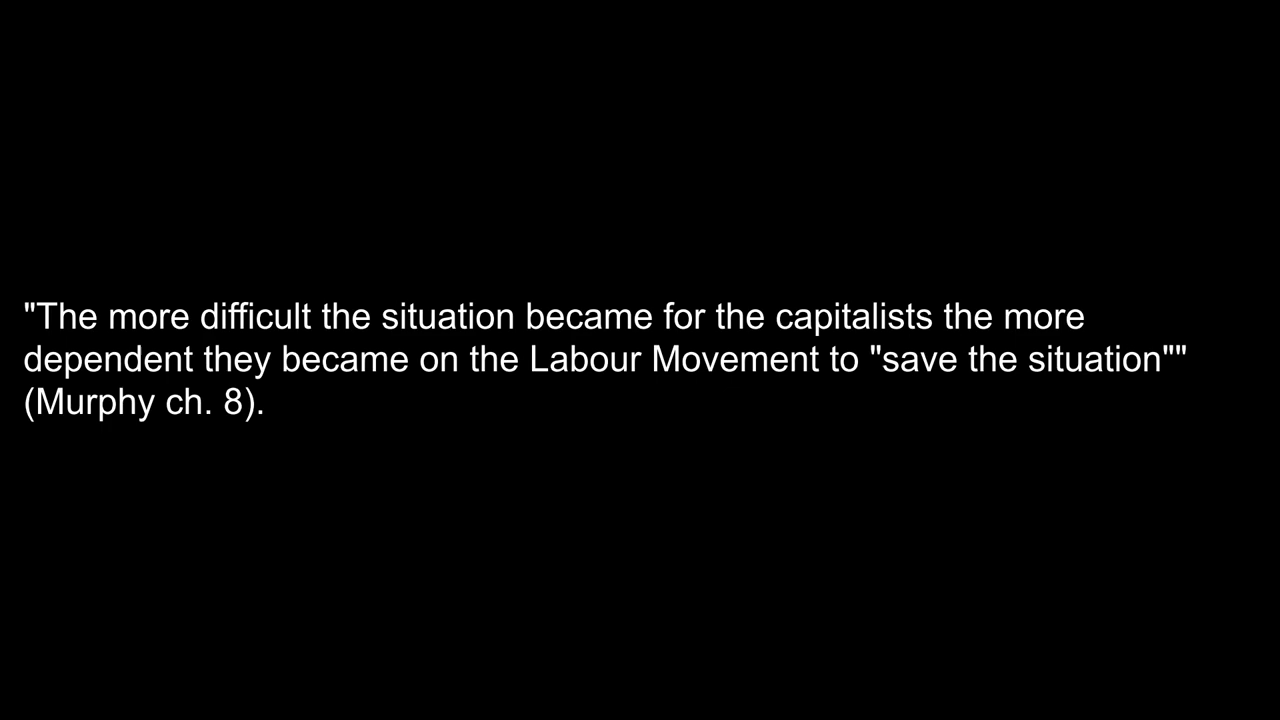 "The more difficult the situation became for the capitalists the more
dependent they became on the Labour Movement to "save the situation""
(Murphy ch. 8).